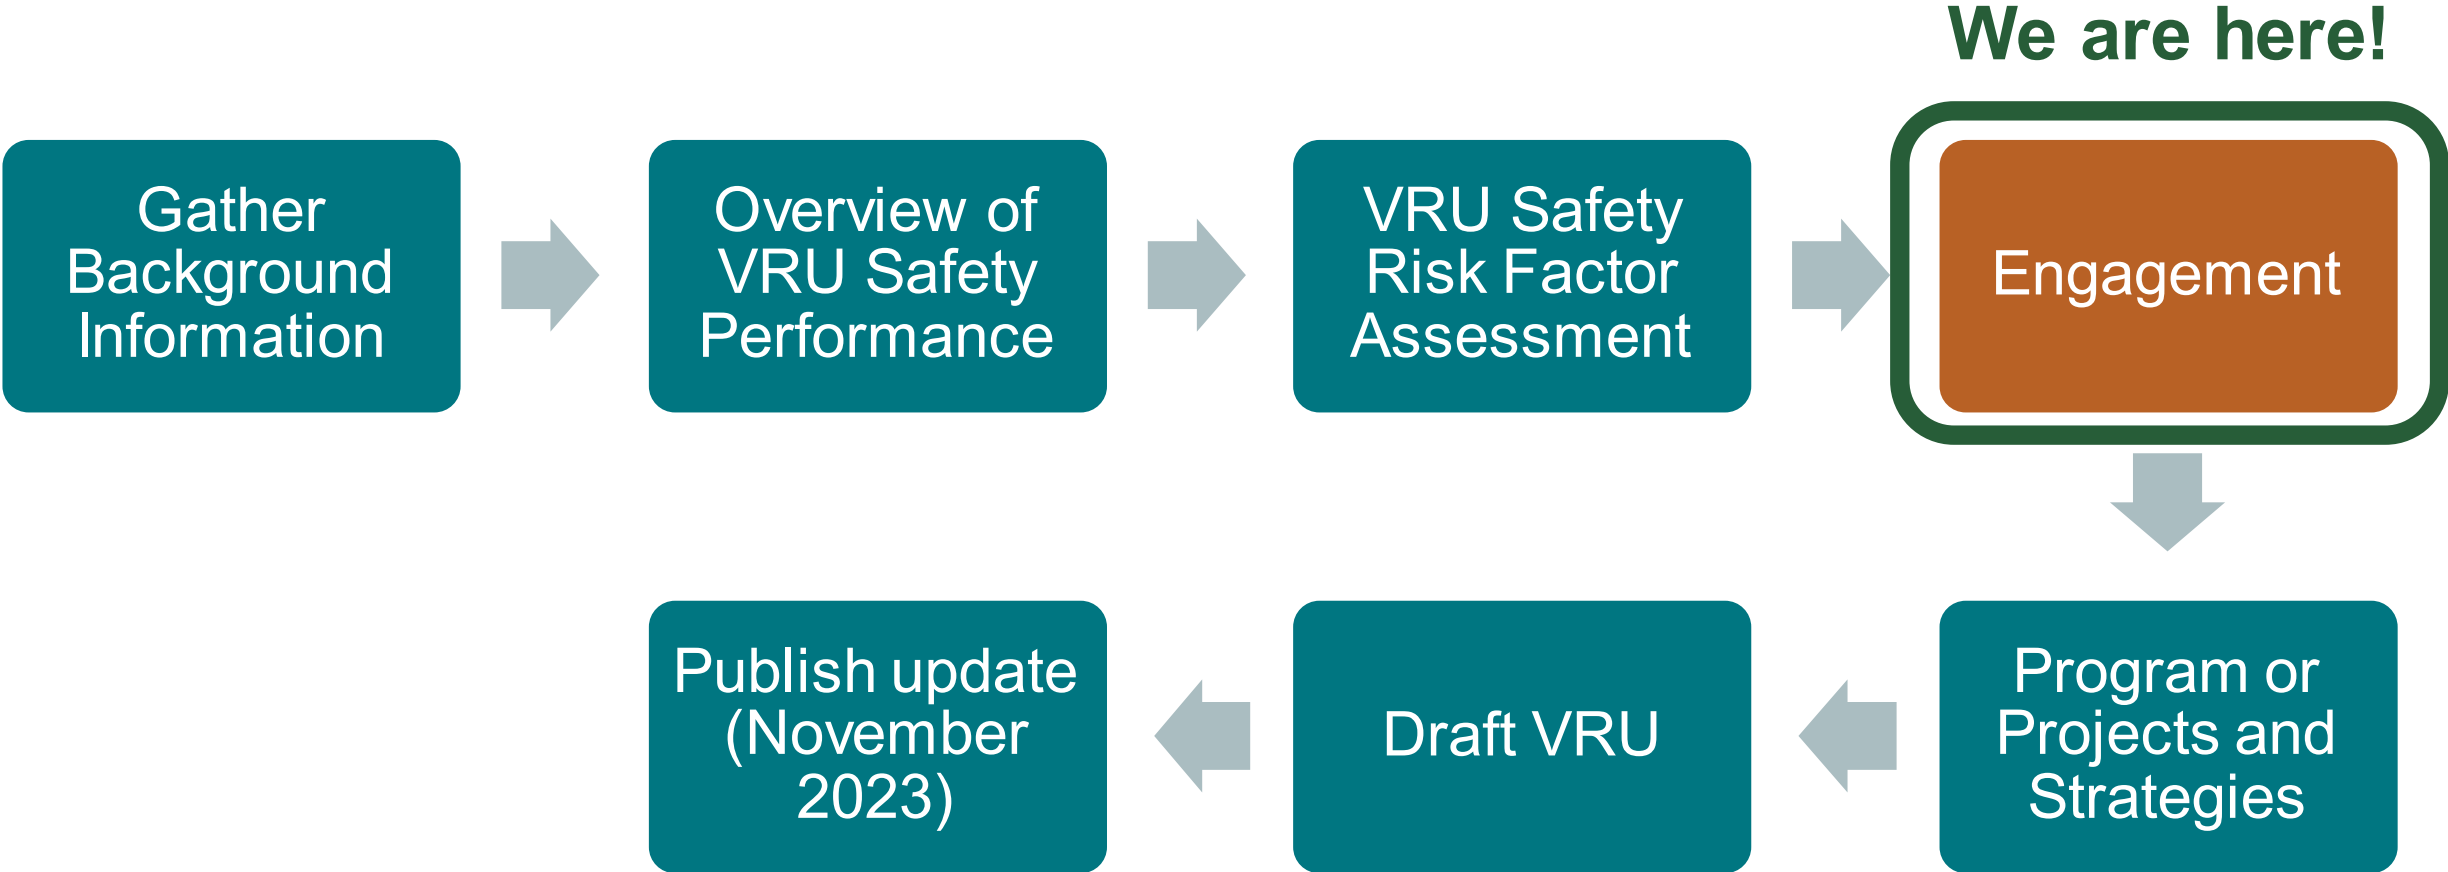 We are here!
Gather
Background
Information
Overview of
VRU Safety
Performance
VRU Safety
Risk Factor
Assessment
Engagement
Program or
Projects and
Strategies
Draft VRU
Publish update
(November
2023)